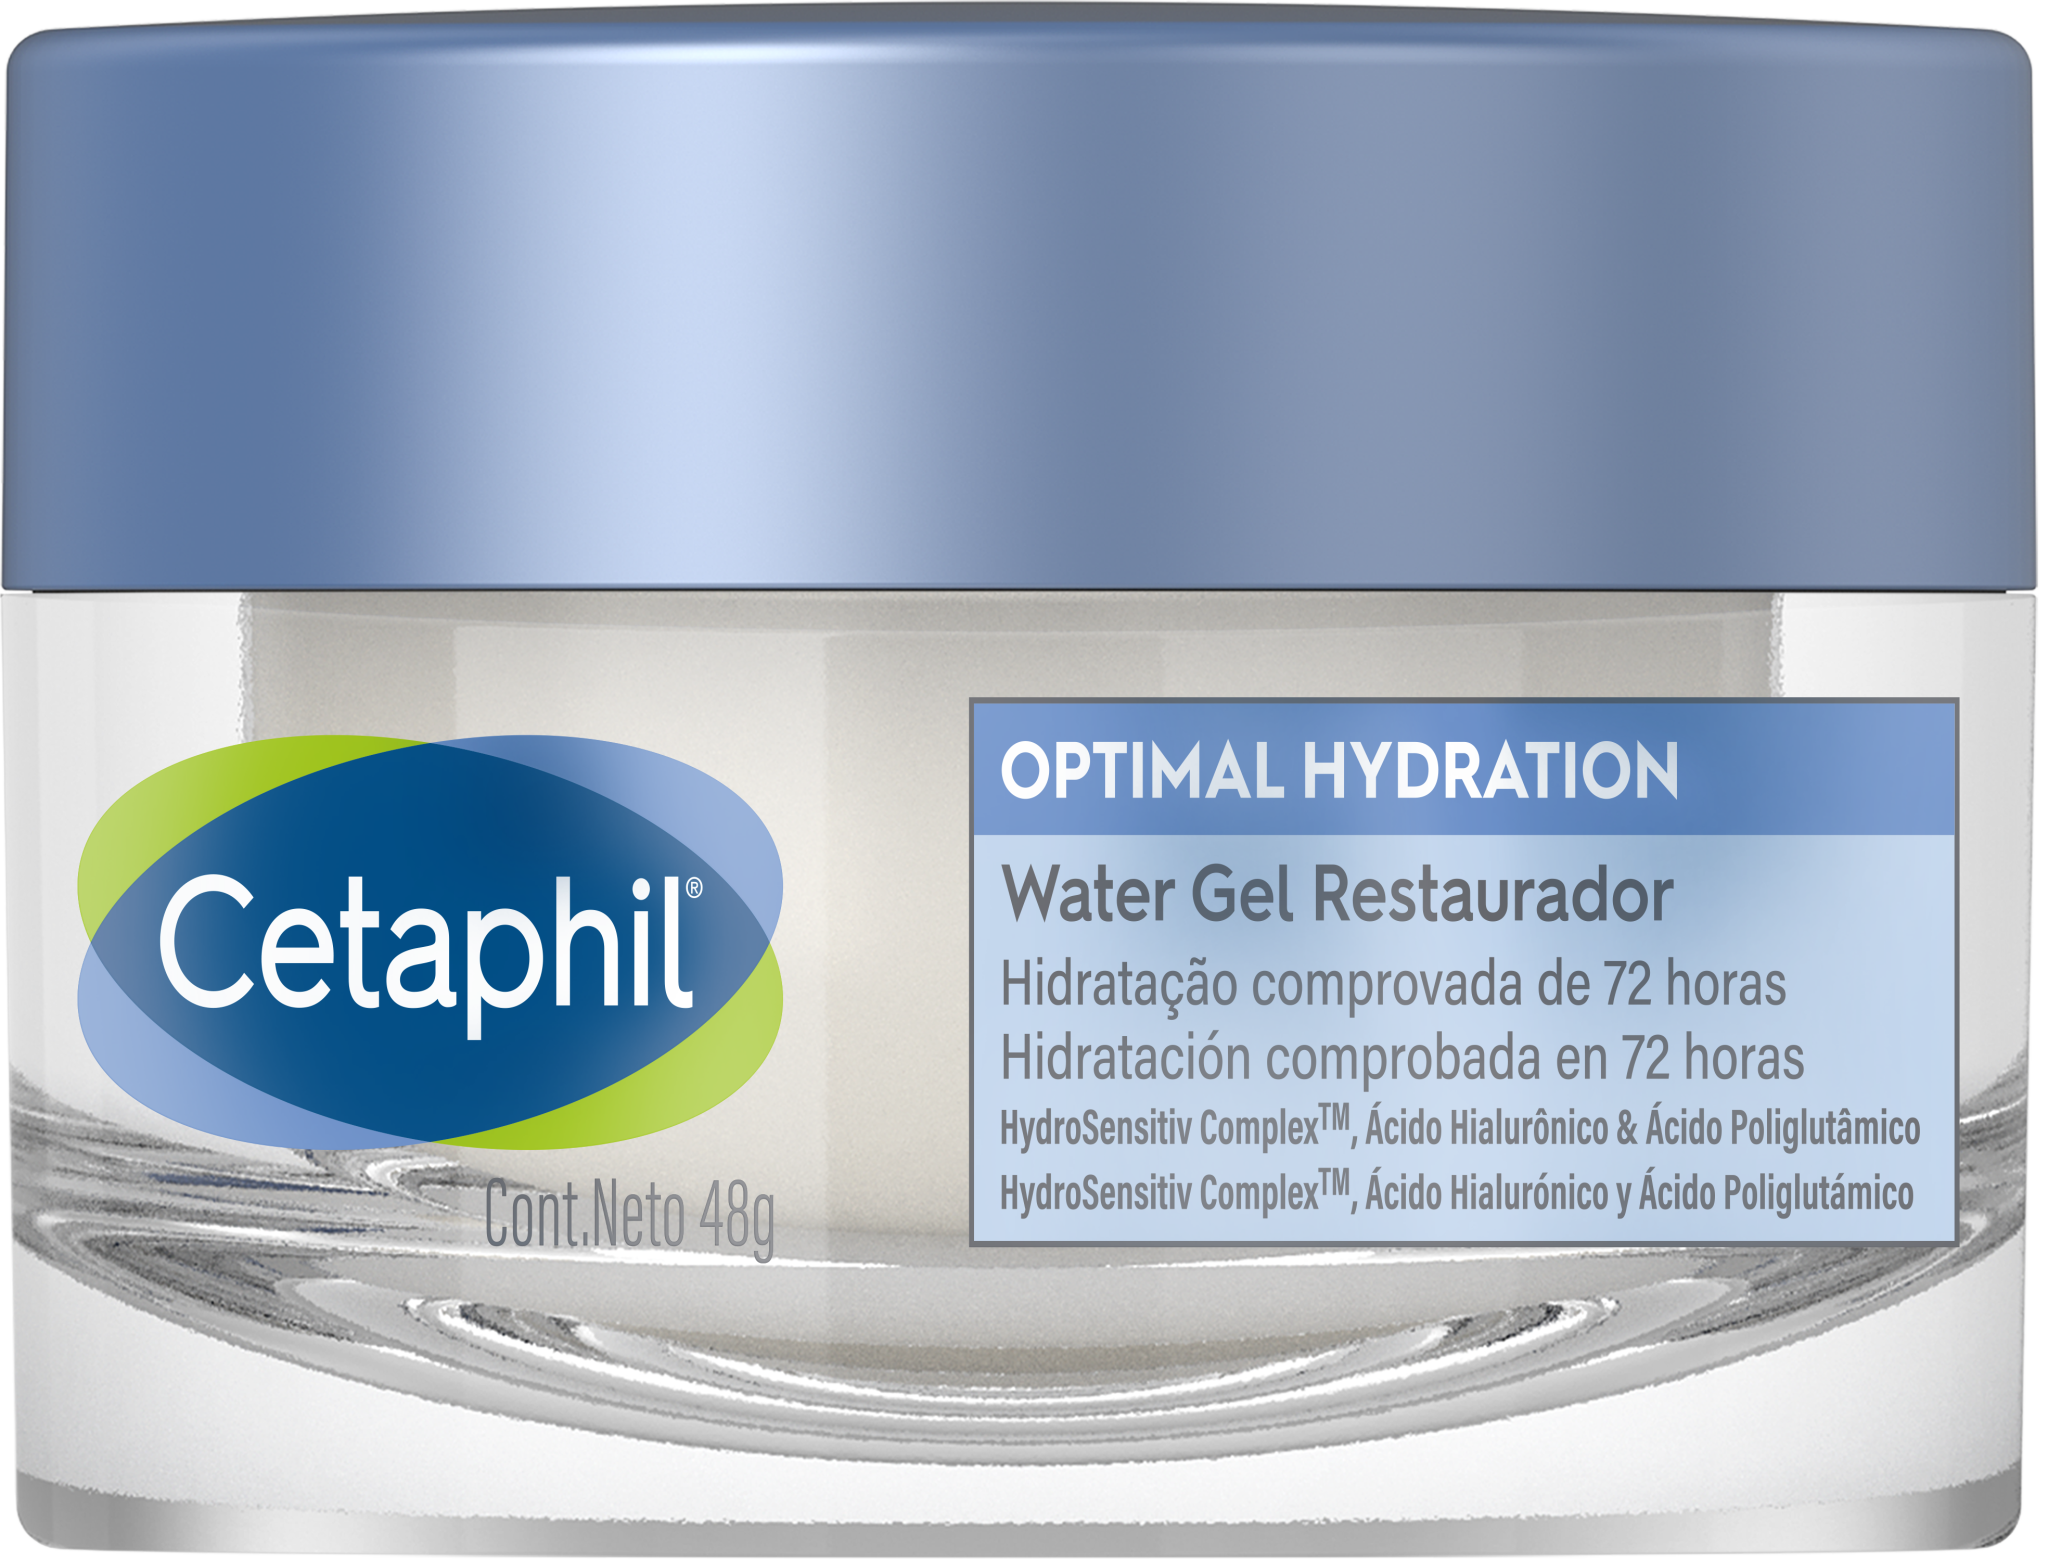 Cetaphil®
Cont.Neto 48g
OPTIMAL HYDRATION
Water Gel Restaurador
Hidratação comprovada de 72 horas
Hidratación comprobada en 72 horas
HydroSensitiv Complex™, Ácido Hialurônico & Ácido Poliglutâmico
HydroSensitiv Complex™, Ácido Hialurónico y Ácido Poliglutámico